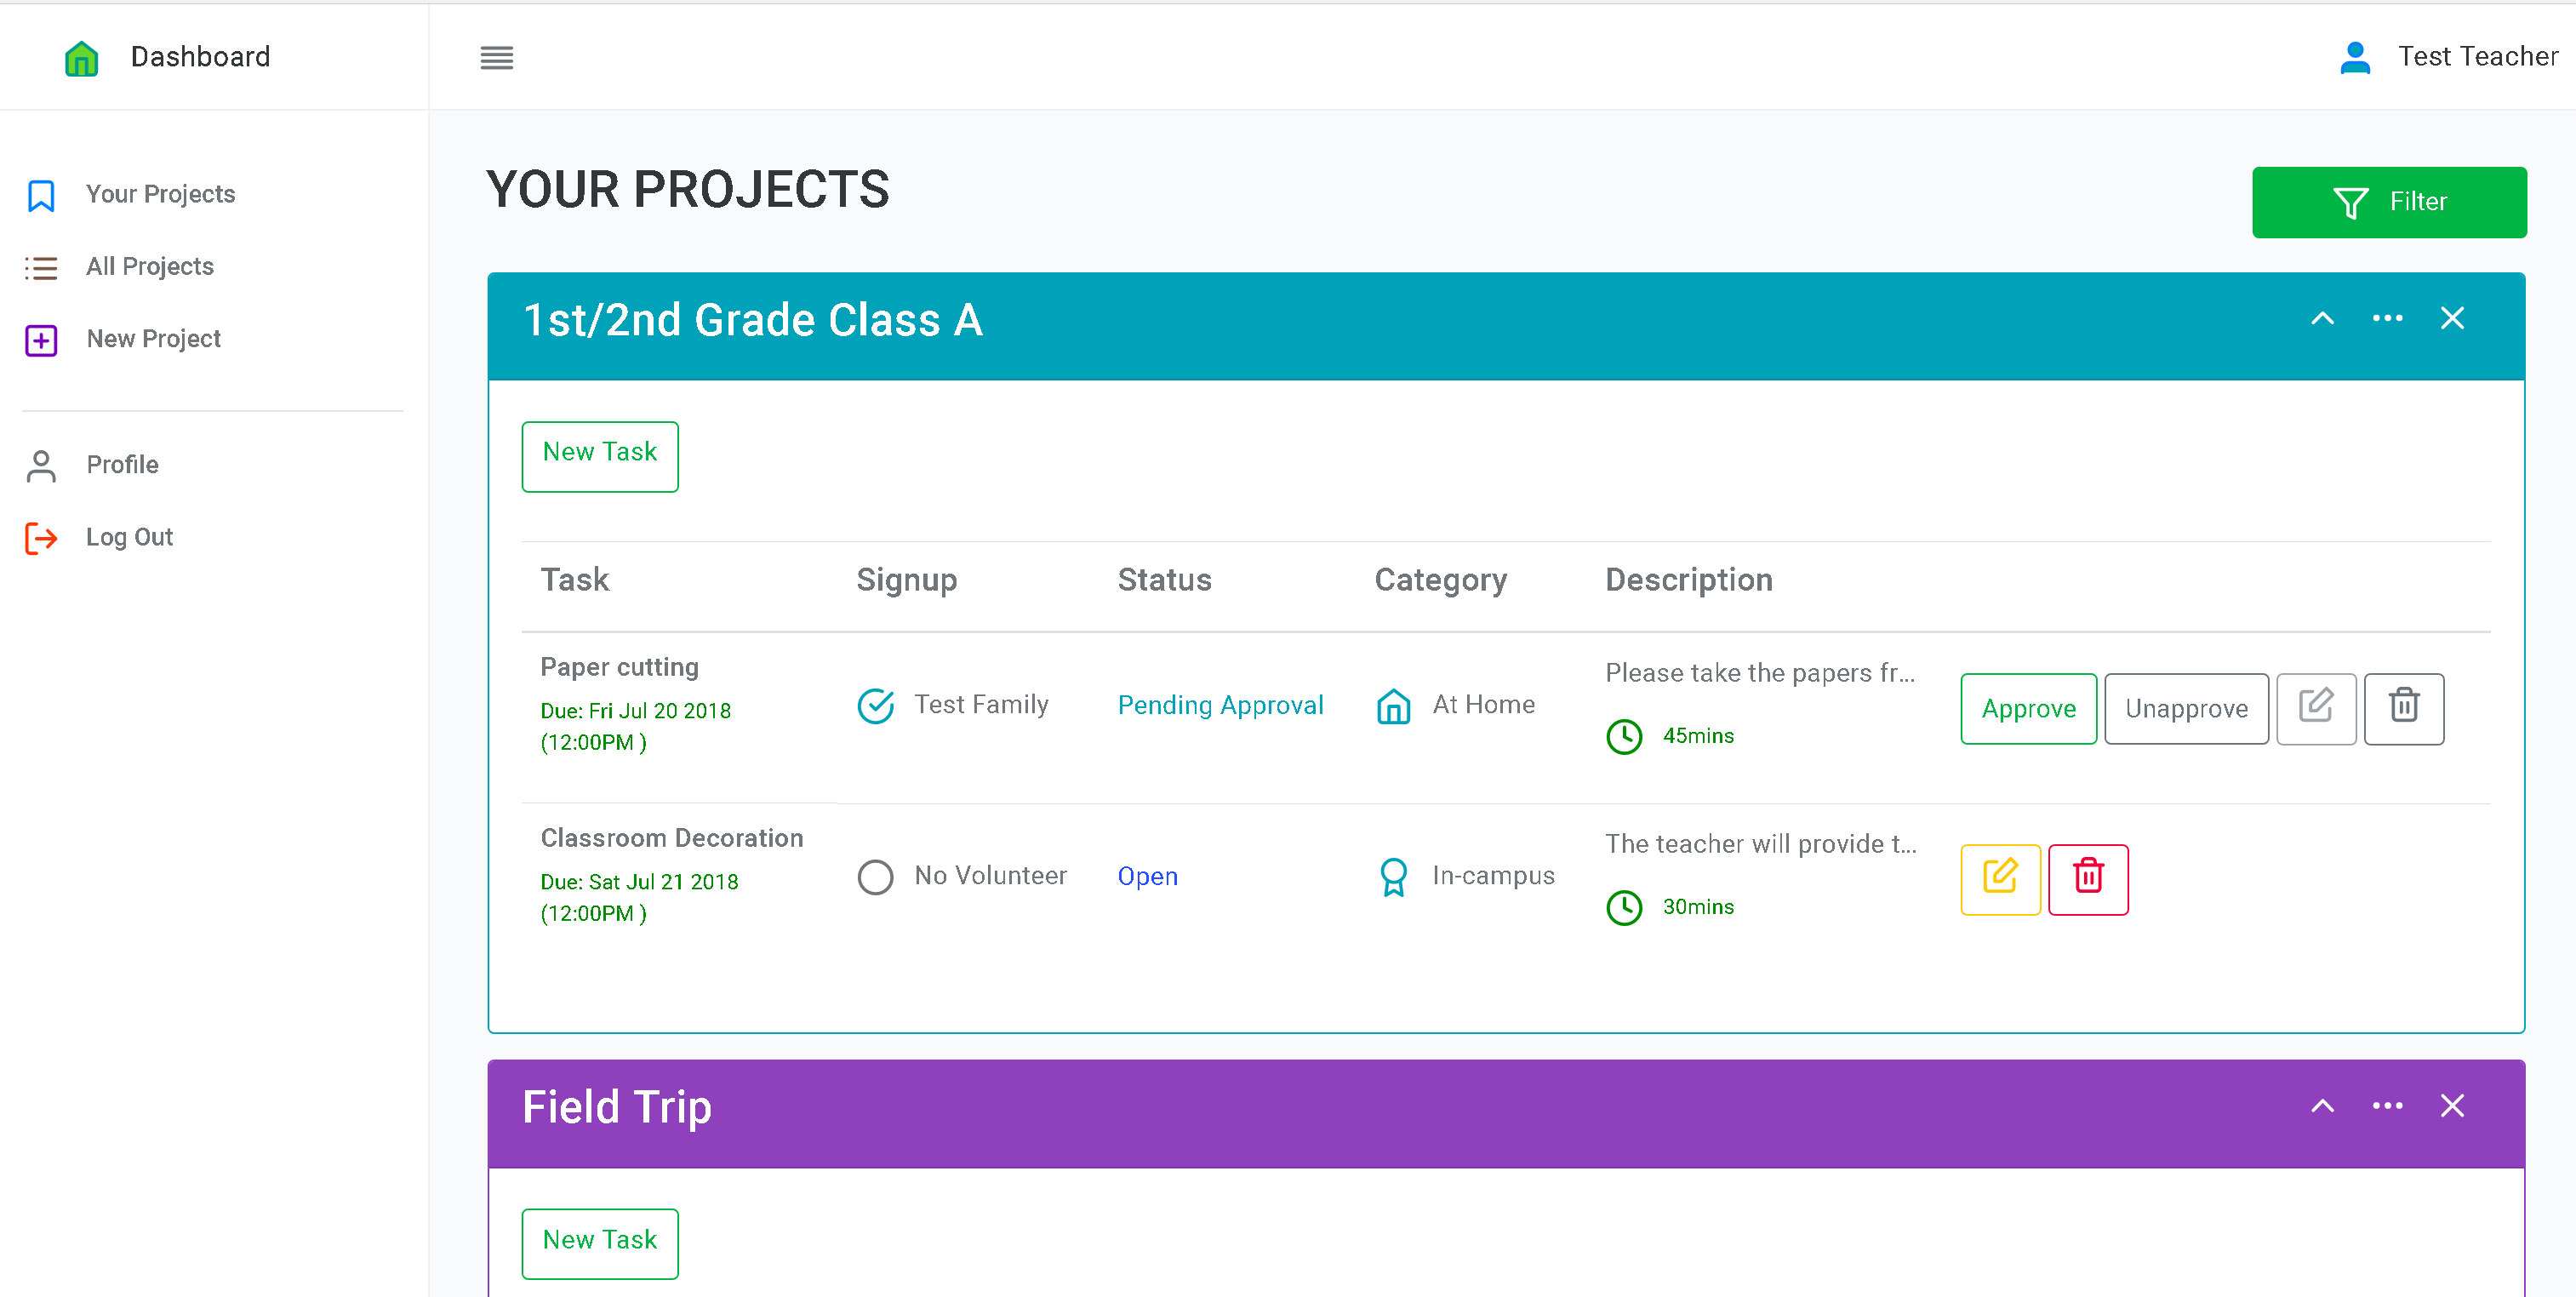 Dashboard
Test Teacher
Your Projects
All Projects
New Project
Profile
Log Out
YOUR PROJECTS
Filter
1st/2nd Grade Class A
New Task
Task Signup Status Category Description
Paper cutting
Due: Fri Jul 20 2018
(12:00PM )
Test Family
Pending Approval
At Home
Please take the papers fr...
45mins
Approve
Unapprove
Classroom Decoration
Due: Sat Jul 21 2018
(12:00PM )
No Volunteer
Open
In-campus
The teacher will provide t...
30mins
Field Trip
New Task